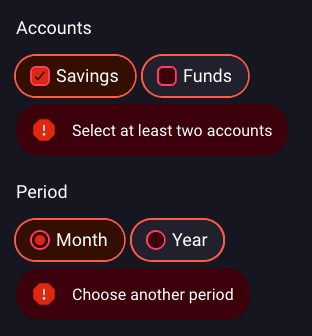 Accounts
Savings Funds
Select at least two accounts
Period
Month Year
Choose another period